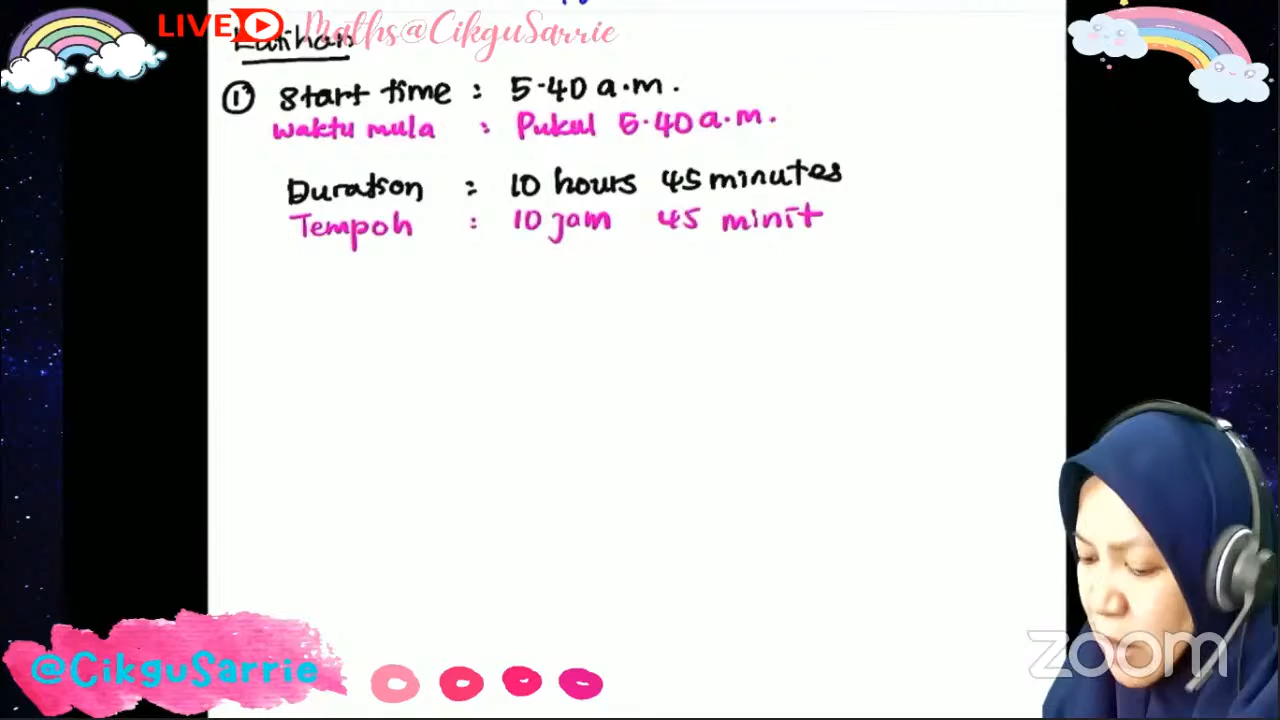 LIVE Maths@CikguSarrie
Latihan
① Start time : 5.40 a.m.
Waktu mula : Pukul 5.40 a.m.
Duration : 10 hours 45 minutes
Tempoh : 10 jam 45 minit
@CikguSarrie
zoom